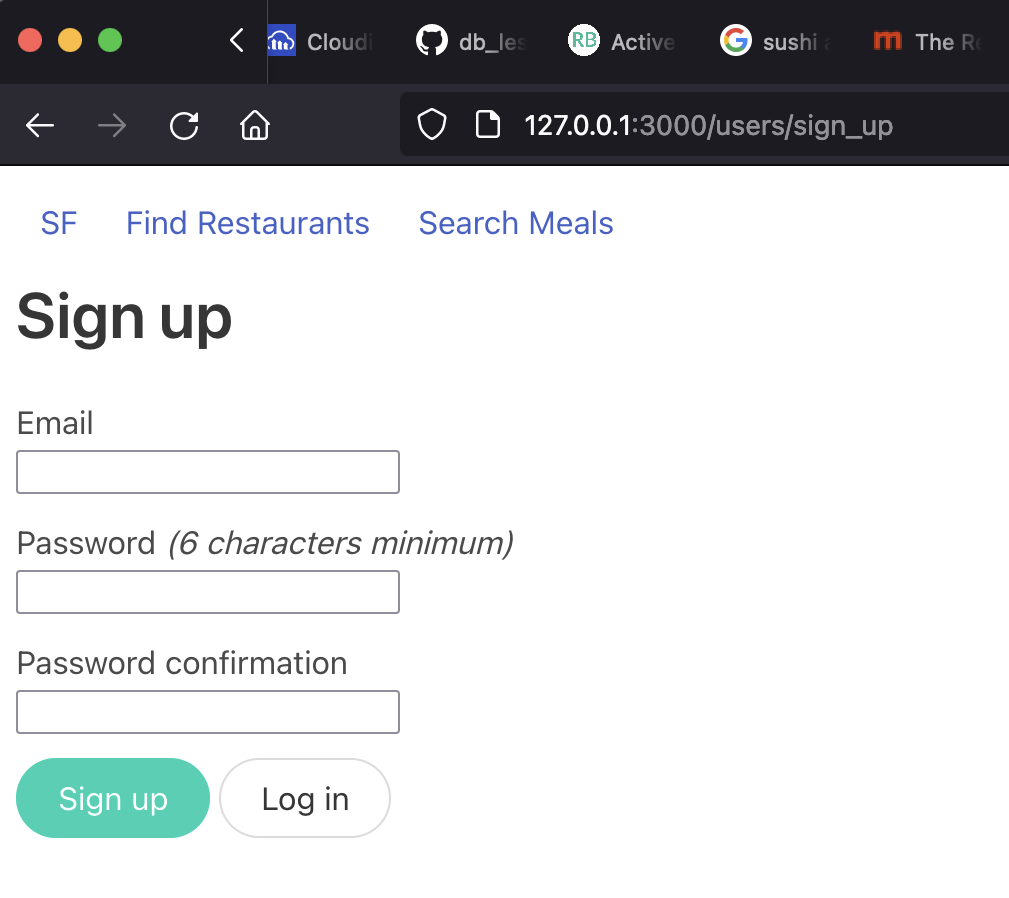 Cloudi db_les Active sushi a The Re
127.0.0.1:3000/users/sign_up
SF Find Restaurants Search Meals
Sign up
Email
Password (6 characters minimum)
Password confirmation
Sign up Log in